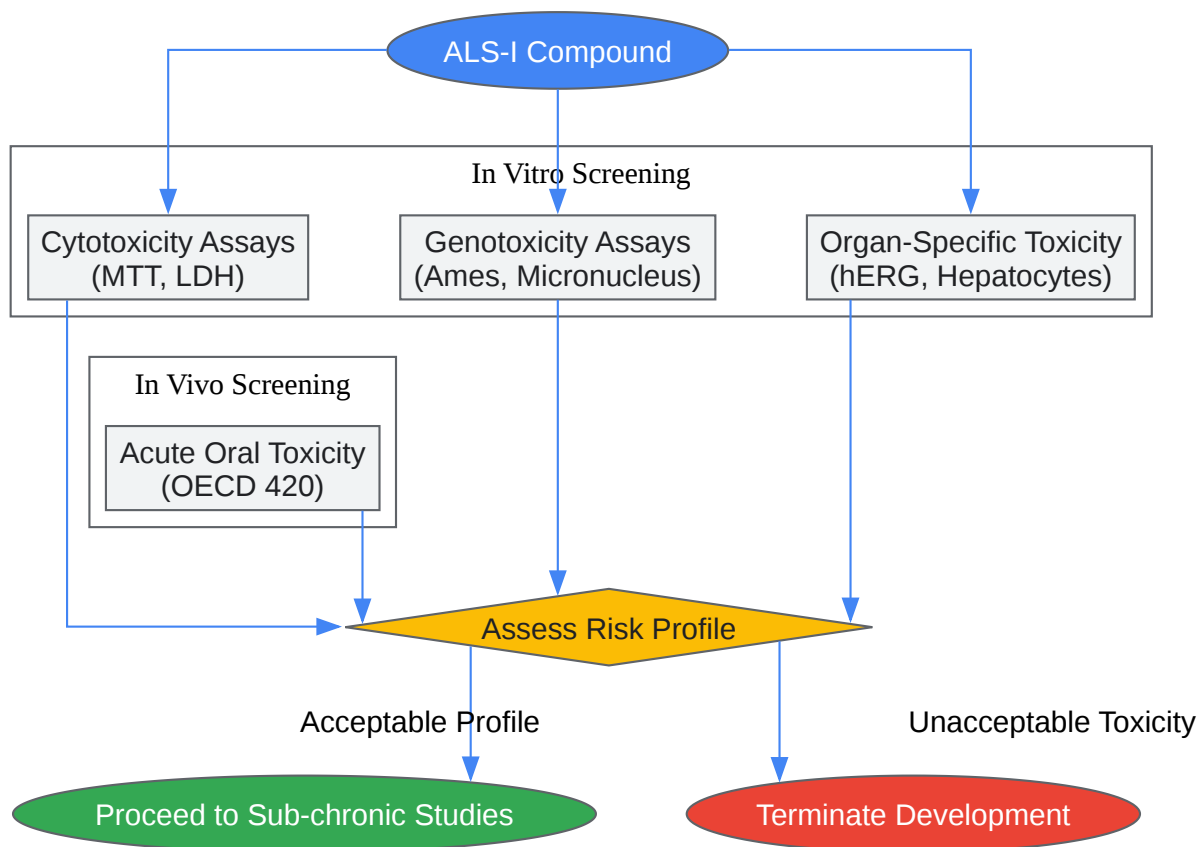 ALS-I Compound
In Vitro Screening
Cytotoxicity Assays
(MTT, LDH)
Genotoxicity Assays
(Ames, Micronucleus)
Organ-Specific Toxicity
(hERG, Hepatocytes)
In Vivo Screening
Acute Oral Toxicity
(OECD 420)
Assess Risk Profile
Acceptable Profile
Unacceptable Toxicity
Proceed to Sub-chronic Studies
Terminate Development